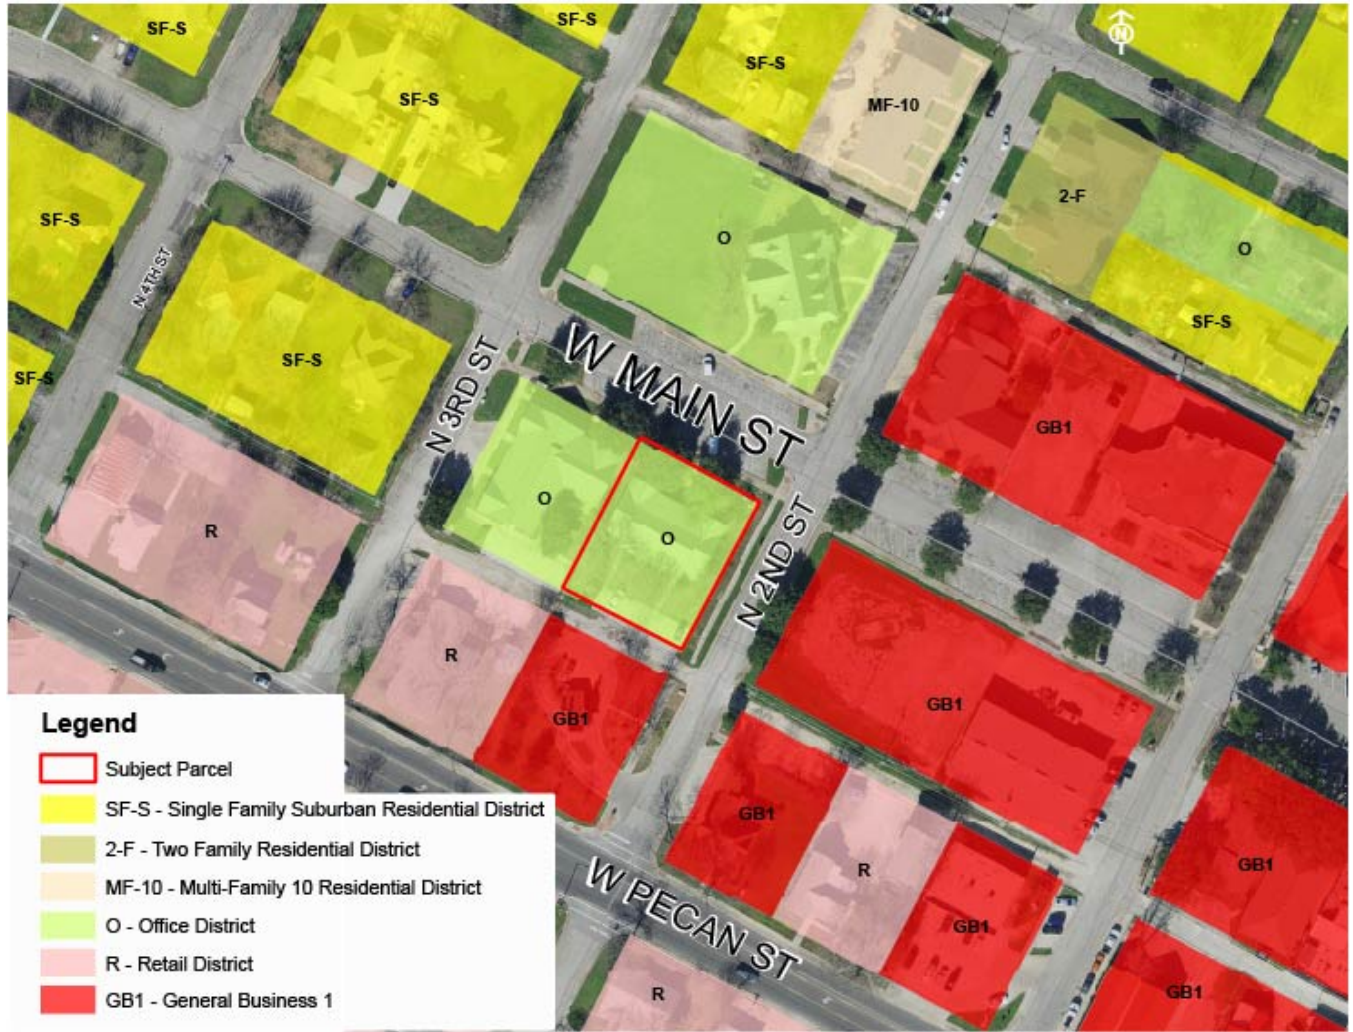 SF-S
SF-S
N
SF-S
SF-S
MF-10
2-F
SF-S
O
O
N 4TH ST
SF-S
W MAIN ST
SF-S
SF-S
N 3RD ST
GB1
O
R
O
N 2ND ST
R
GB1
GB1
GB1
R
GB1
GB1
W PECAN ST
GB1
R
Legend
Subject Parcel
SF-S - Single Family Suburban Residential District
2-F - Two Family Residential District
MF-10 - Multi-Family 10 Residential District
O - Office District
R - Retail District
GB1 - General Business 1
GB1